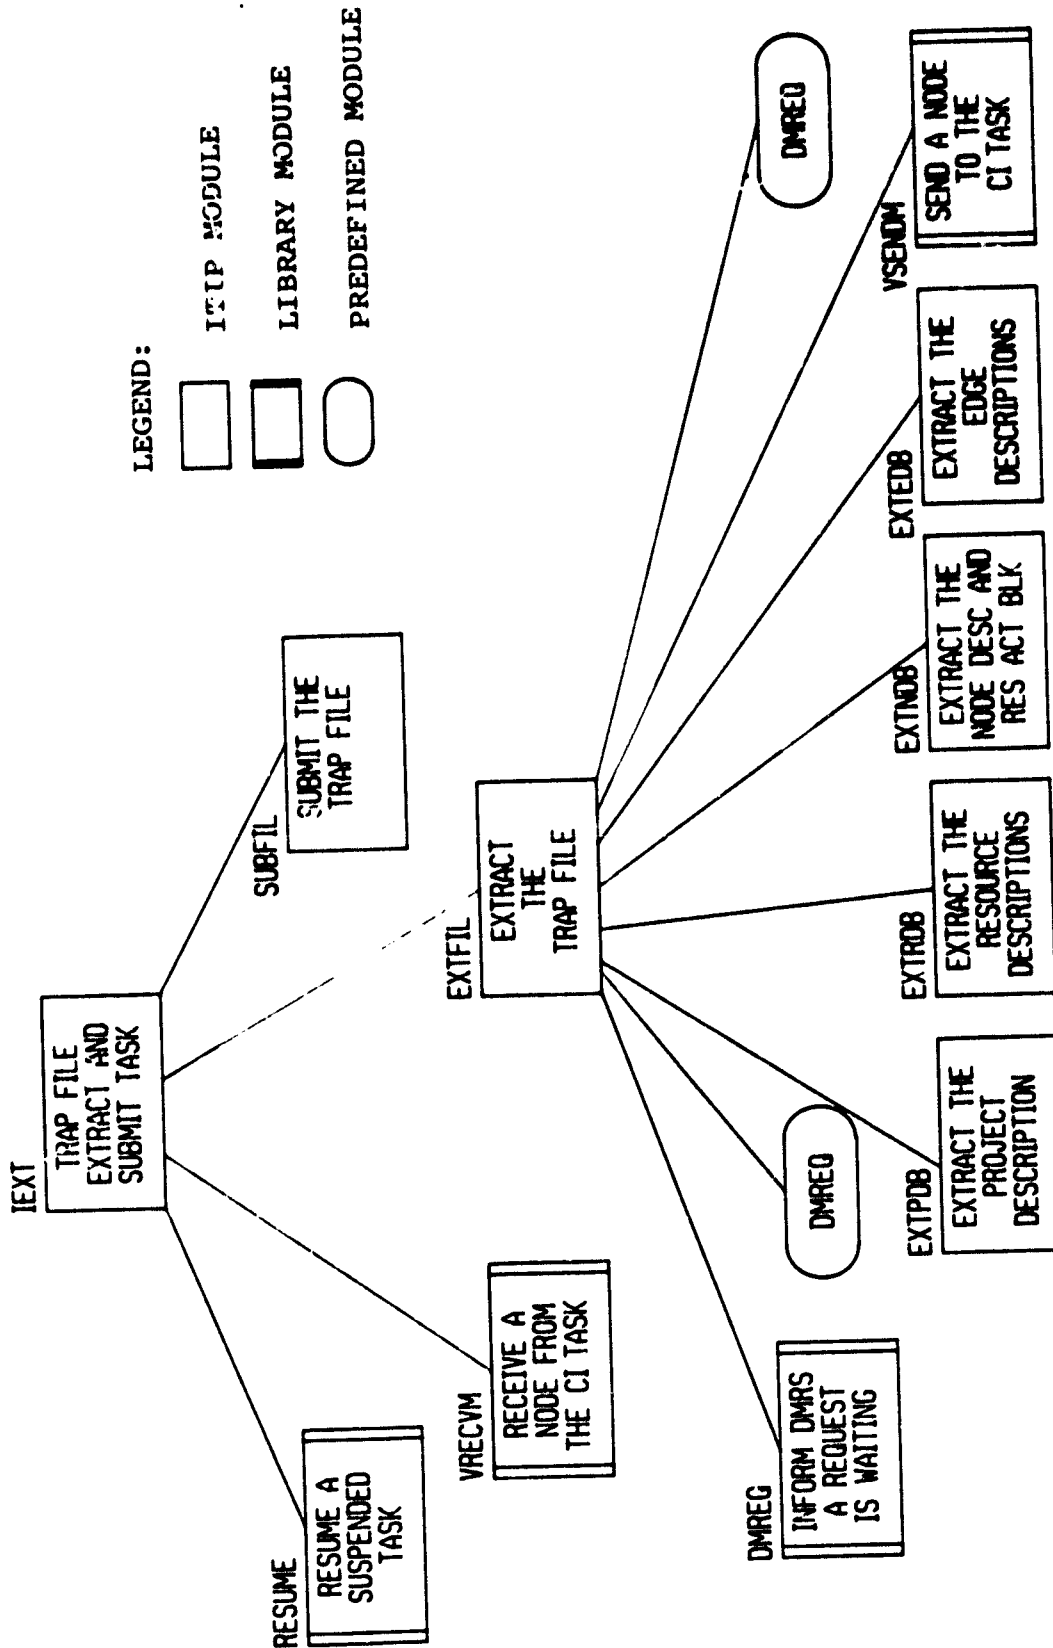 IEXT
TRAP FILE
EXTRACT AND
SUBMIT TASK
LEGEND:
MODULE
LIBRARY MODULE
PREDEFINED MODULE
RESUME
RESUME A
SUSPENDED
TASK
VRECVM
RECEIVE A
NODE FROM
THE CI TASK
SUBFIL
SUBMIT THE
TRAP FILE
EXTFIL
EXTRACT
THE
TRAP FILE
DMREG
INFORM DMRS
A REQUEST
IS WAITING
DMREQ
EXTPDB
EXTRACT THE
PROJECT
DESCRIPTION
EXTRDB
EXTRACT THE
RESOURCE
DESCRIPTIONS
EXTNDB
EXTRACT THE
NODE DESC AND
RES ACT BLK
EXTEDB
EXTRACT THE
EDGE
DESCRIPTIONS
VSENDM
SEND A NODE
TO THE
CI TASK
DMREQ